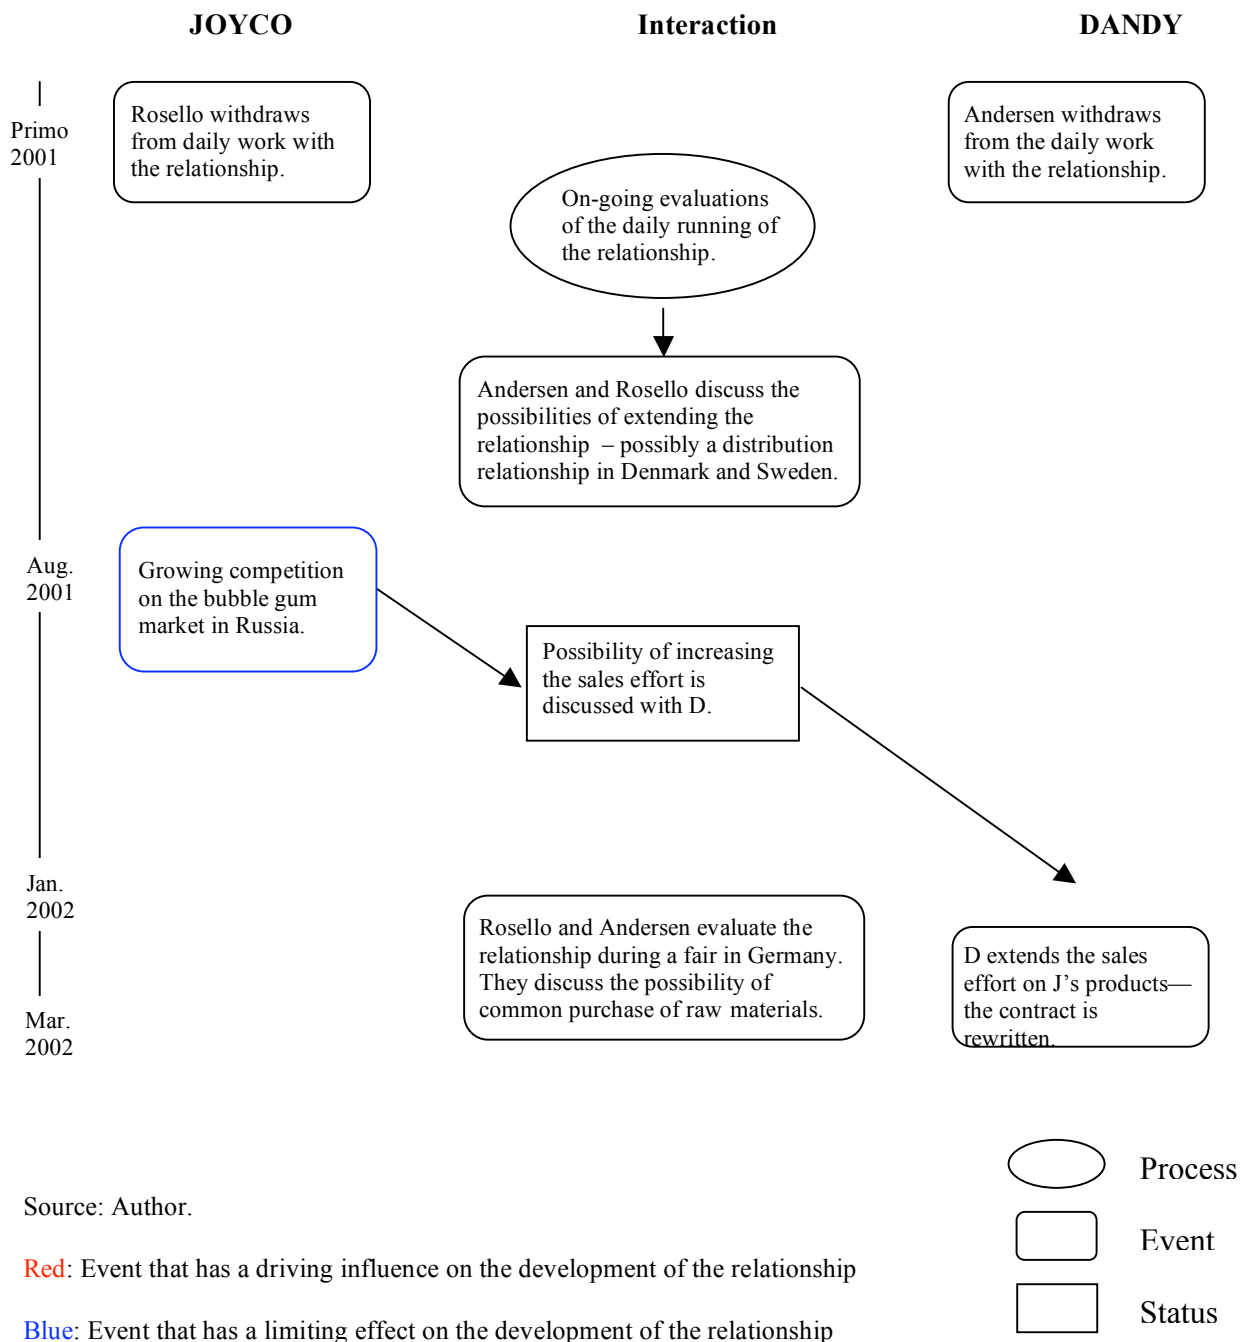 JOYCO
Interaction
DANDY
Primo
2001
Rosello withdraws
from daily work with
the relationship.
Andersen withdraws
from the daily work
with the relationship.
On-going evaluations
of the daily running of
the relationship.
Andersen and Rosello discuss the
possibilities of extending the
relationship – possibly a distribution
relationship in Denmark and Sweden.
Aug.
2001
Growing competition
on the bubble gum
market in Russia.
Possibility of increasing
the sales effort is
discussed with D.
Jan.
2002
Rosello and Andersen evaluate the
relationship during a fair in Germany.
They discuss the possibility of
common purchase of raw materials.
D extends the sales
effort on J's products—
the contract is
rewritten.
Mar.
2002
Process
Event
Status
Source: Author.
Red: Event that has a driving influence on the development of the relationship
Blue: Event that has a limiting effect on the development of the relationship